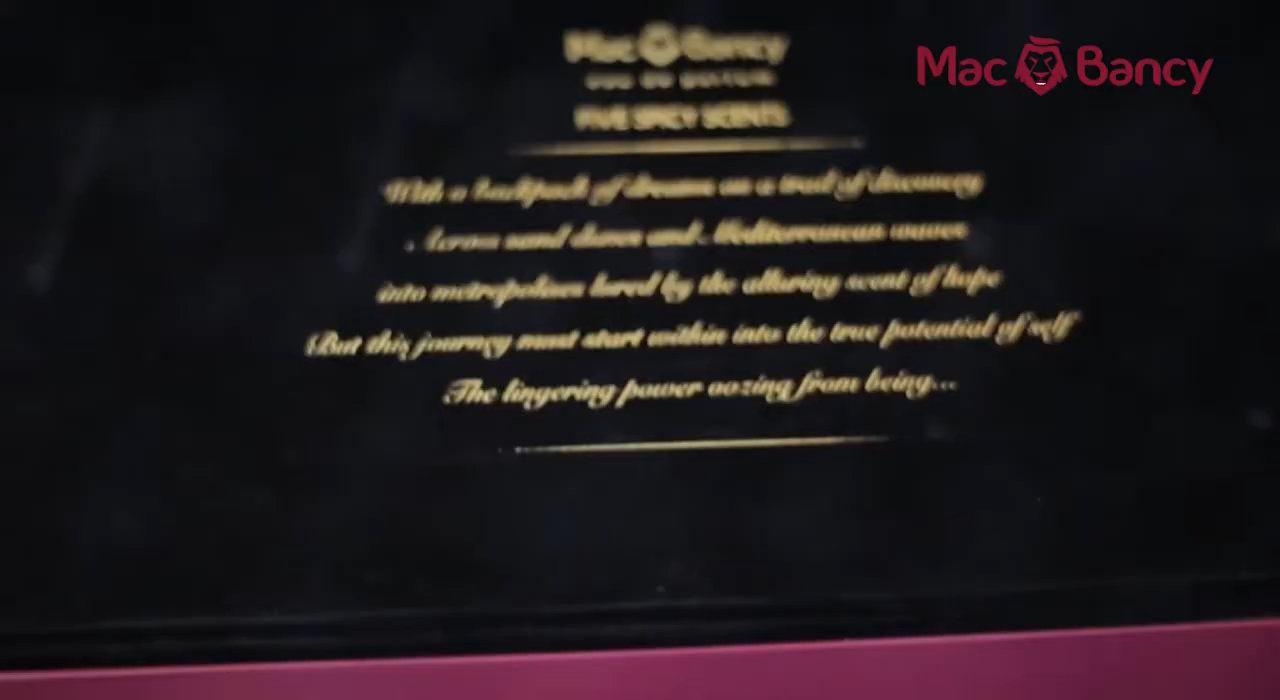 Mac Bancy
Mac Bancy
FIVE SPICY SCENTS
With a backpack of dreams on a trail of discovery
Across sand dunes and Mediterranean waves
into metropolises lured by the alluring scent of hope
But this journey must start within into the true potential of self
The lingering power oozing from being...